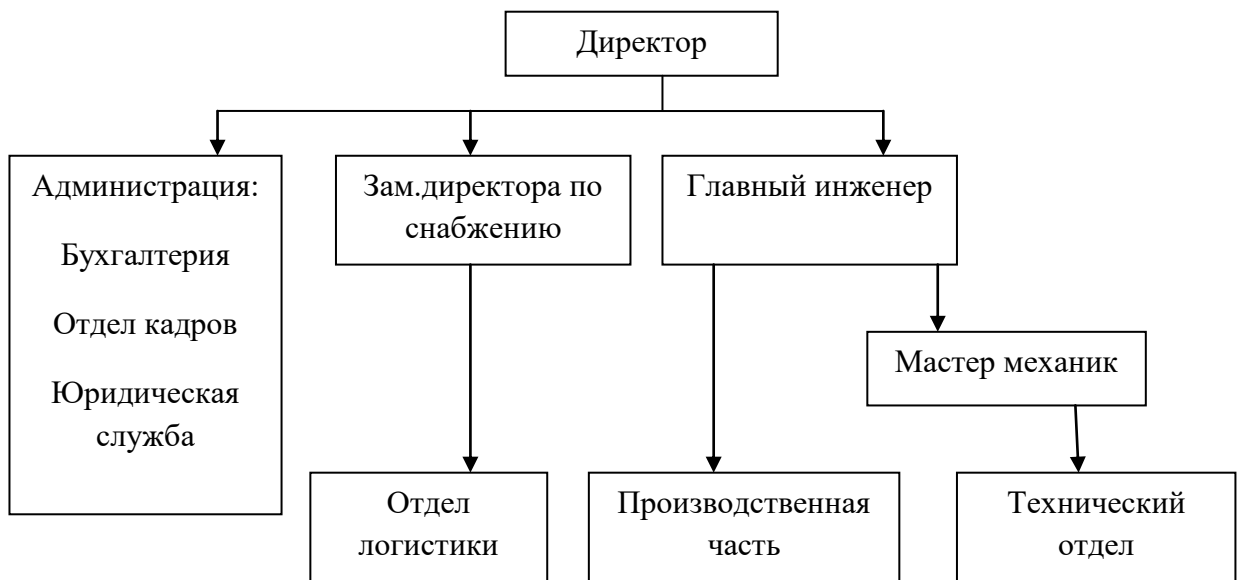 Директор
Администрация:
Бухгалтерия
Отдел кадров
Юридическая
служба
Зам.директора по
снабжению
Главный инженер
Мастер механик
Отдел
логистики
Производственная
часть
Технический
отдел